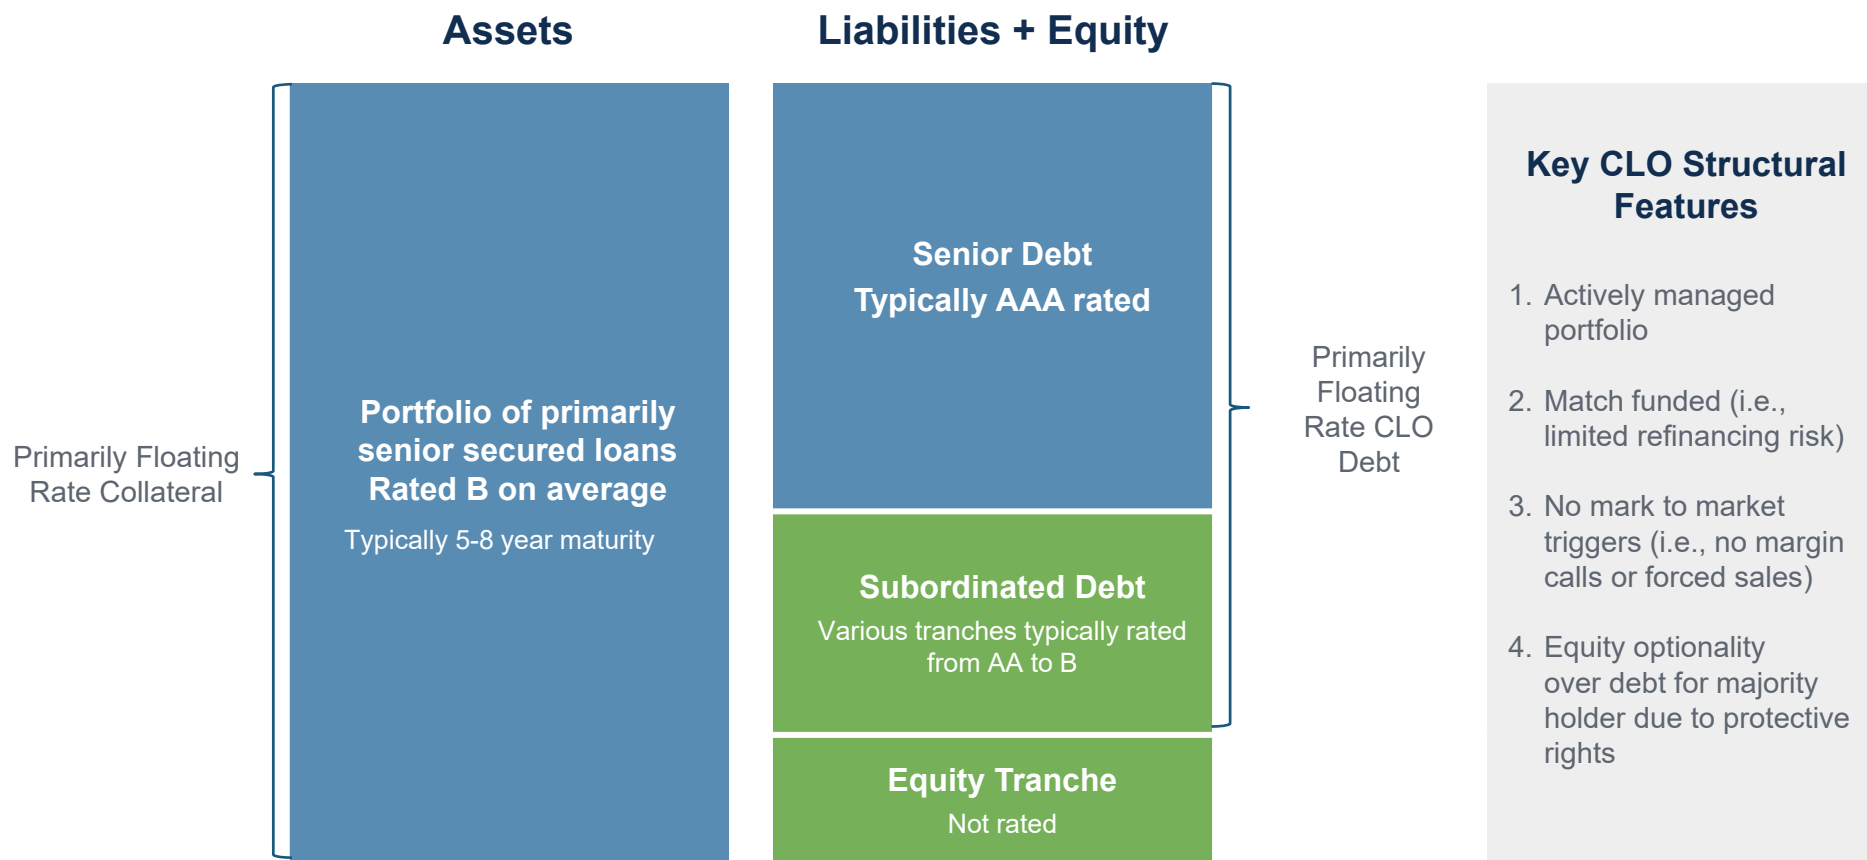 Assets
Liabilities + Equity
Primarily Floating
Rate Collateral
Portfolio of primarily
senior secured loans
Rated B on average
Typically 5-8 year maturity
Senior Debt
Typically AAA rated
Subordinated Debt
Various tranches typically rated
from AA to B
Equity Tranche
Not rated
Primarily
Floating
Rate CLO
Debt
Key CLO Structural
Features
1. Actively managed
portfolio
2. Match funded (i.e.,
limited refinancing risk)
3. No mark to market
triggers (i.e., no margin
calls or forced sales)
4. Equity optionality
over debt for majority
holder due to protective
rights